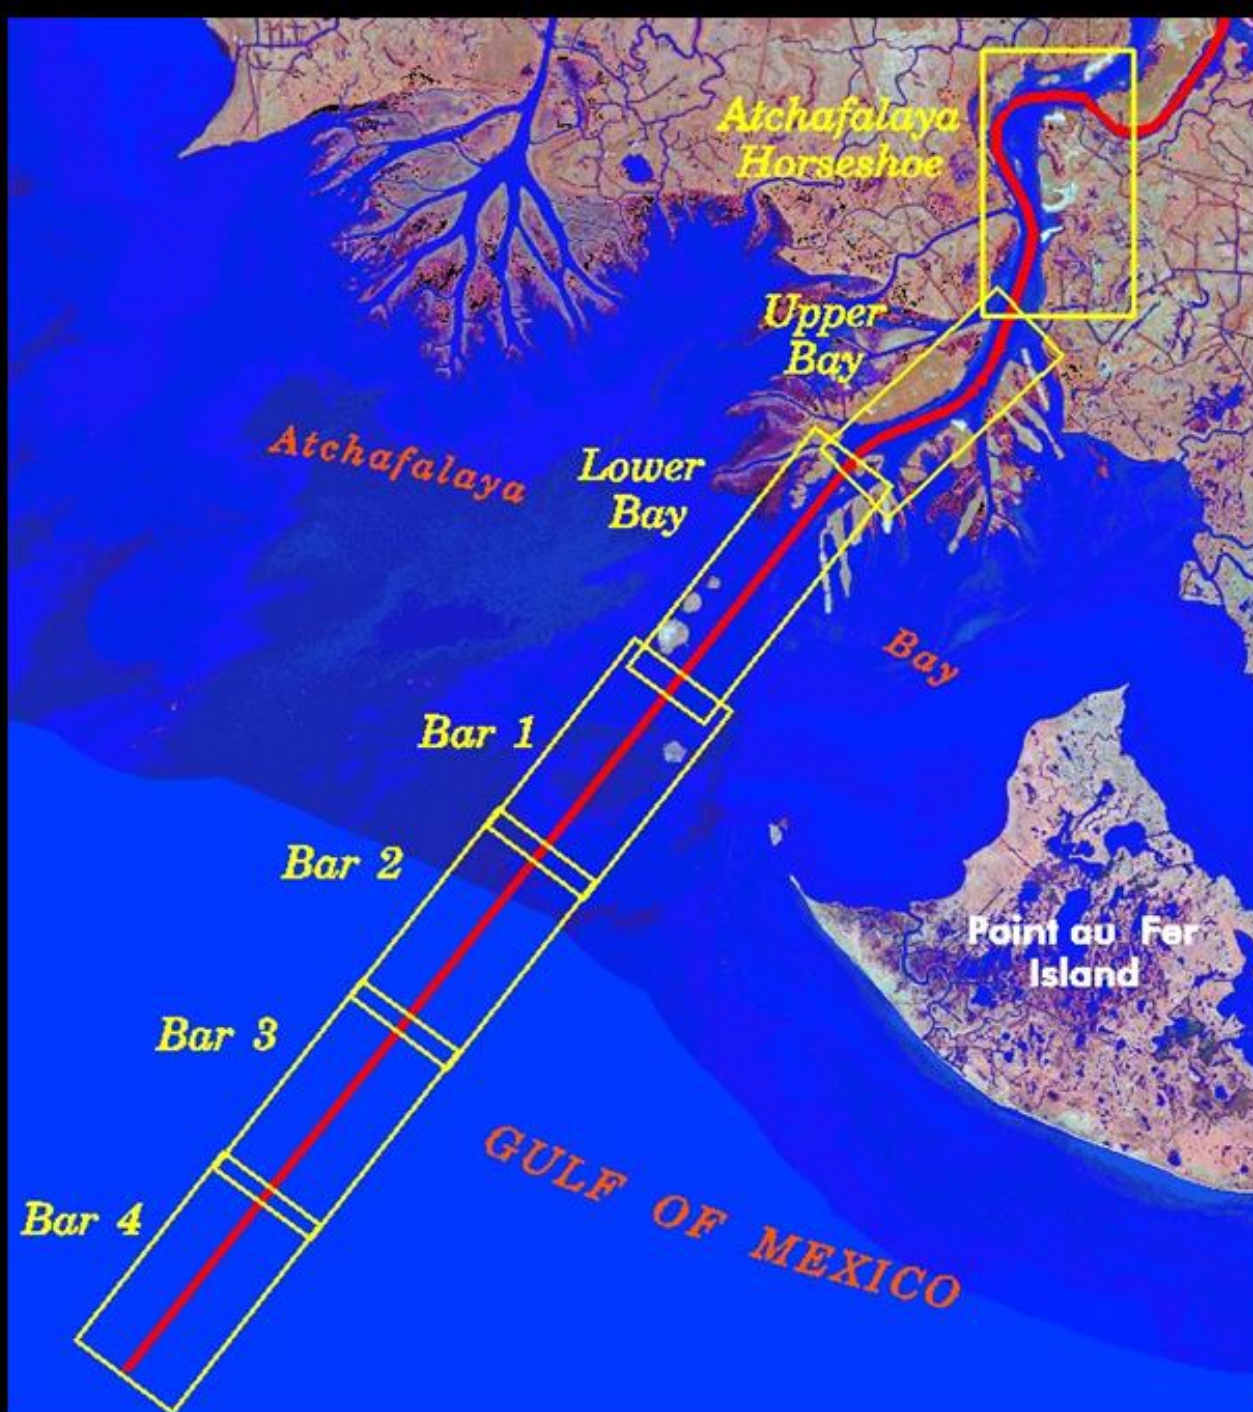 Atchafalaya
Horseshoe
Upper
Bay
Lower
Bay
Atchafalaya
Bay
Bar 1
Bar 2
Point au Fer
Island
Bar 3
GULF OF MEXICO
Bar 4